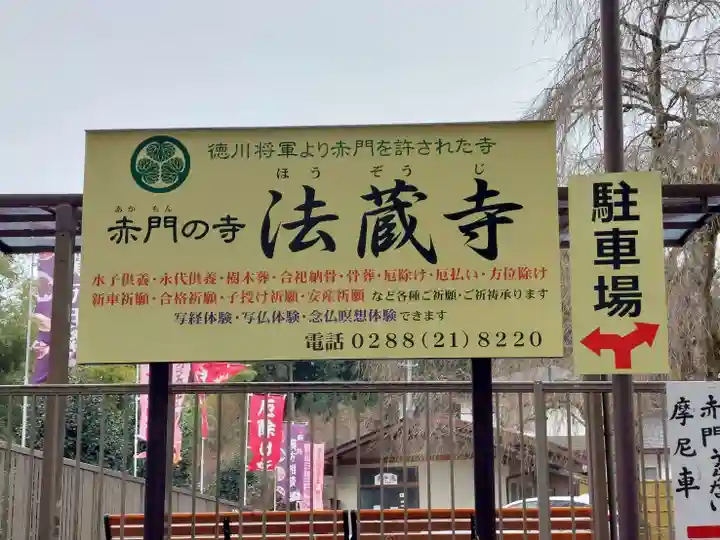 徳川将軍より赤門を許された寺
あかもん
赤門の寺
ほうぞうじ
法蔵寺
水子供養・永代供養・樹木葬・合祀納骨・骨葬・厄除け・厄払い・方位除け
新車祈願・合格祈願・子授け祈願・安産祈願 など各種ご祈願・ご祈祷承ります
写経体験・写仏体験・念仏瞑想体験できます
電話 0288(21)8220
駐車場
赤門
摩尼車